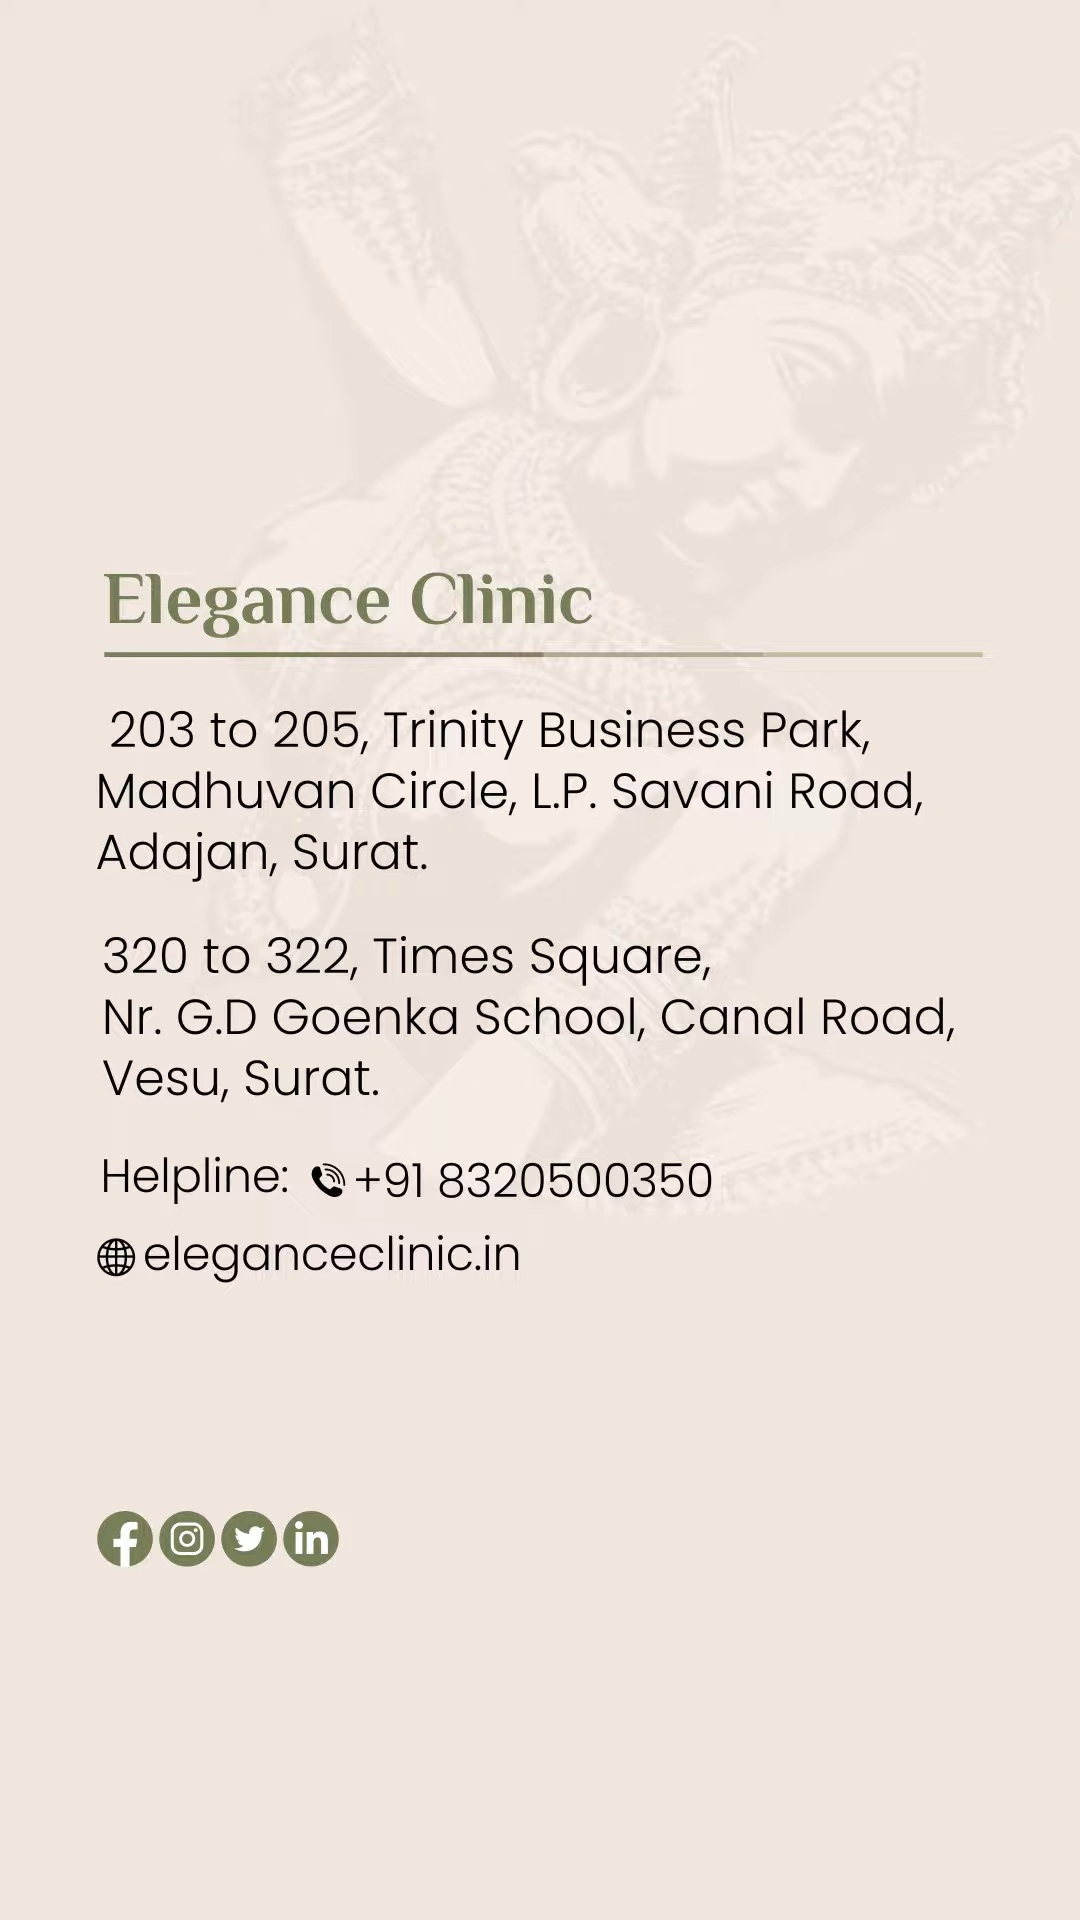 Elegance Clinic
203 to 205, Trinity Business Park,
Madhuvan Circle, L.P. Savani Road,
Adajan, Surat.
320 to 322, Times Square,
Nr. G.D Goenka School, Canal Road,
Vesu, Surat.
Helpline: +91 8320500350
eleganceclinic.in